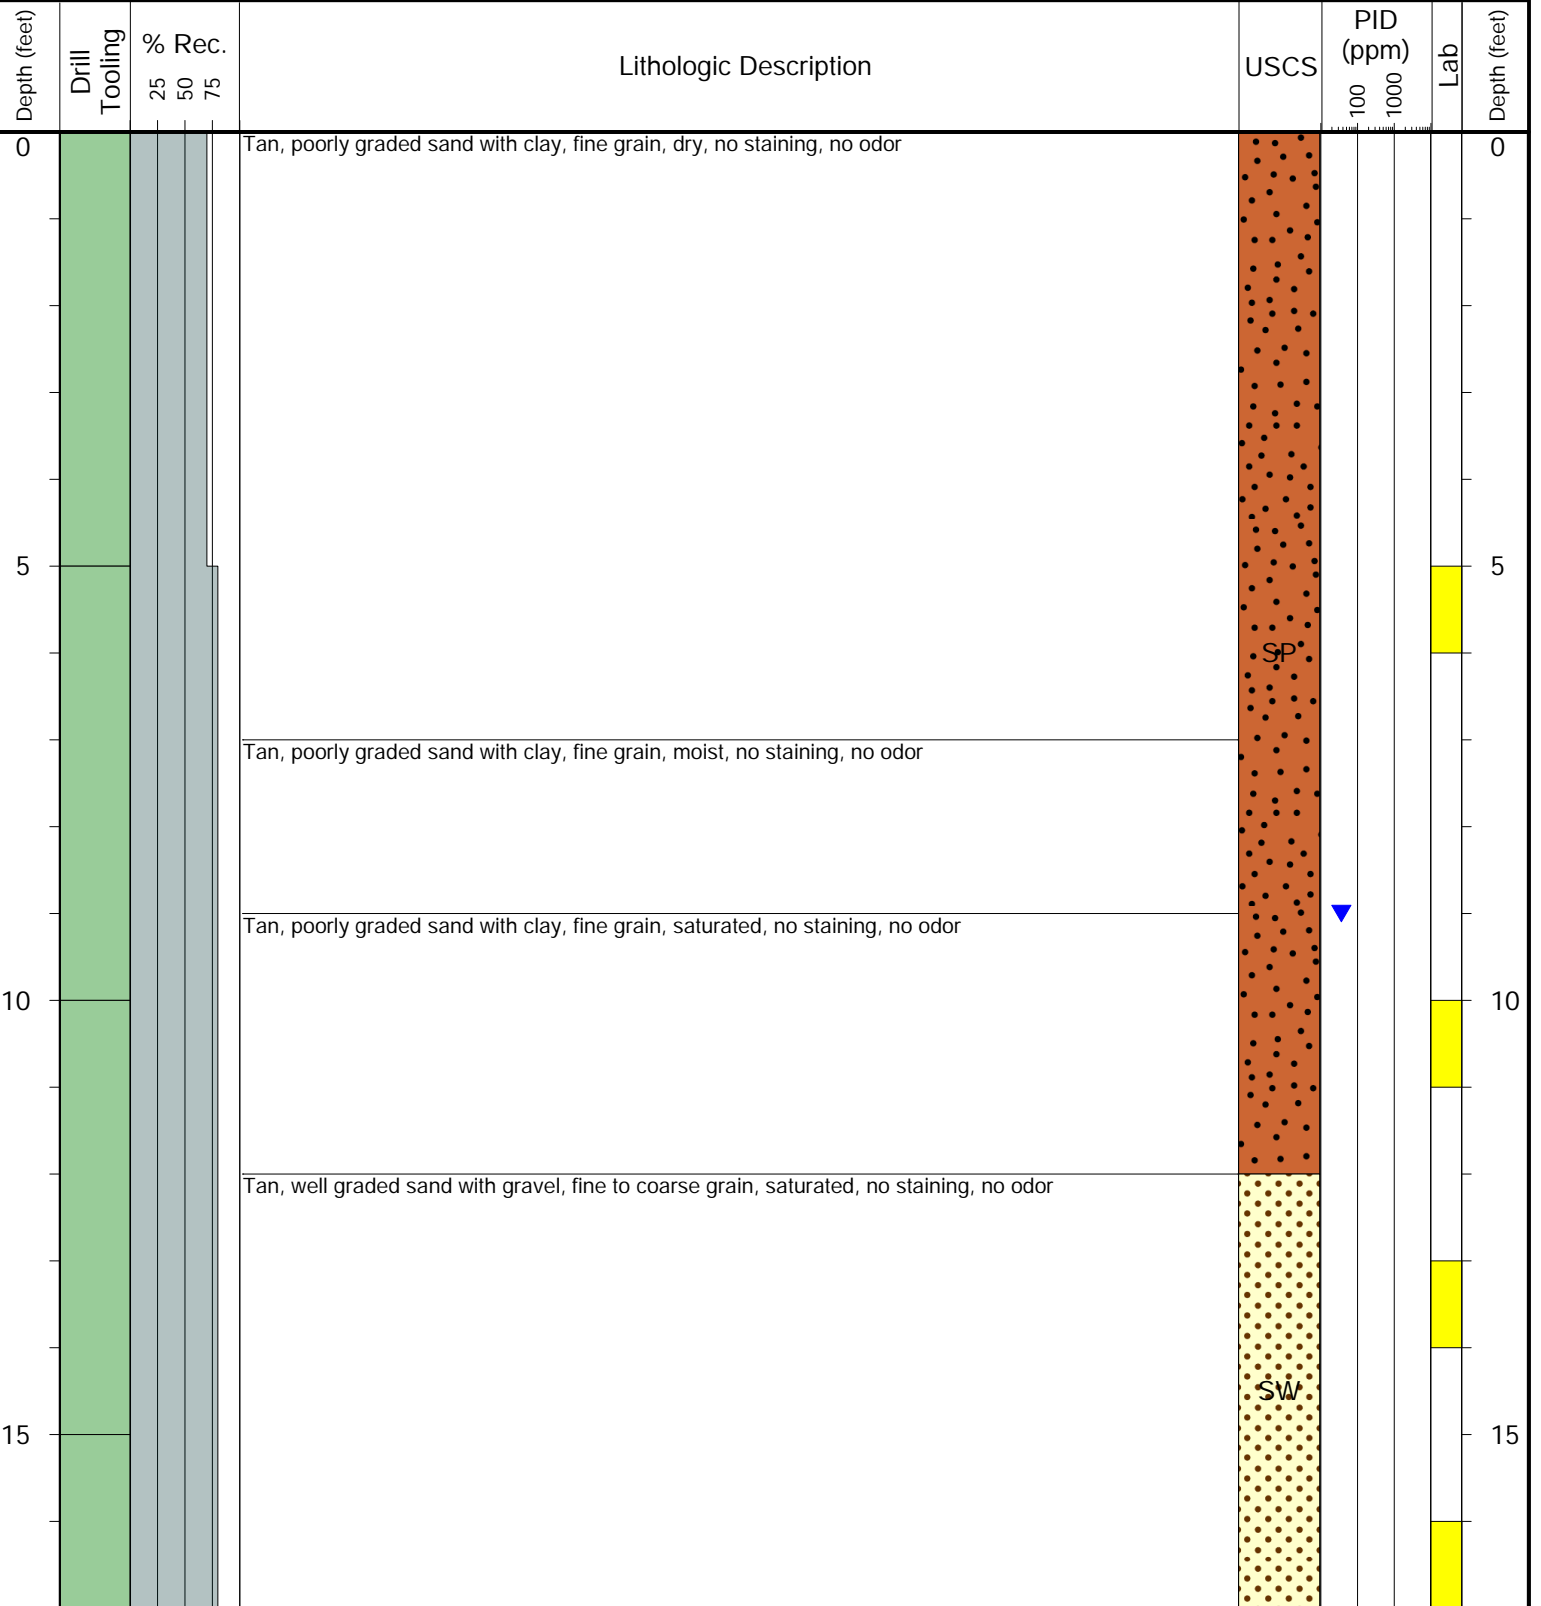 Depth (feet)
Drill
Tooling
% Rec.
25 50 75
Lithologic Description
USCS
PID
(ppm)
100 1000
Lab
Depth (feet)
0
Tan, poorly graded sand with clay, fine grain, dry, no staining, no odor
0
5
5
SP
Tan, poorly graded sand with clay, fine grain, moist, no staining, no odor
Tan, poorly graded sand with clay, fine grain, saturated, no staining, no odor
10
10
Tan, well graded sand with gravel, fine to coarse grain, saturated, no staining, no odor
SW
15
15